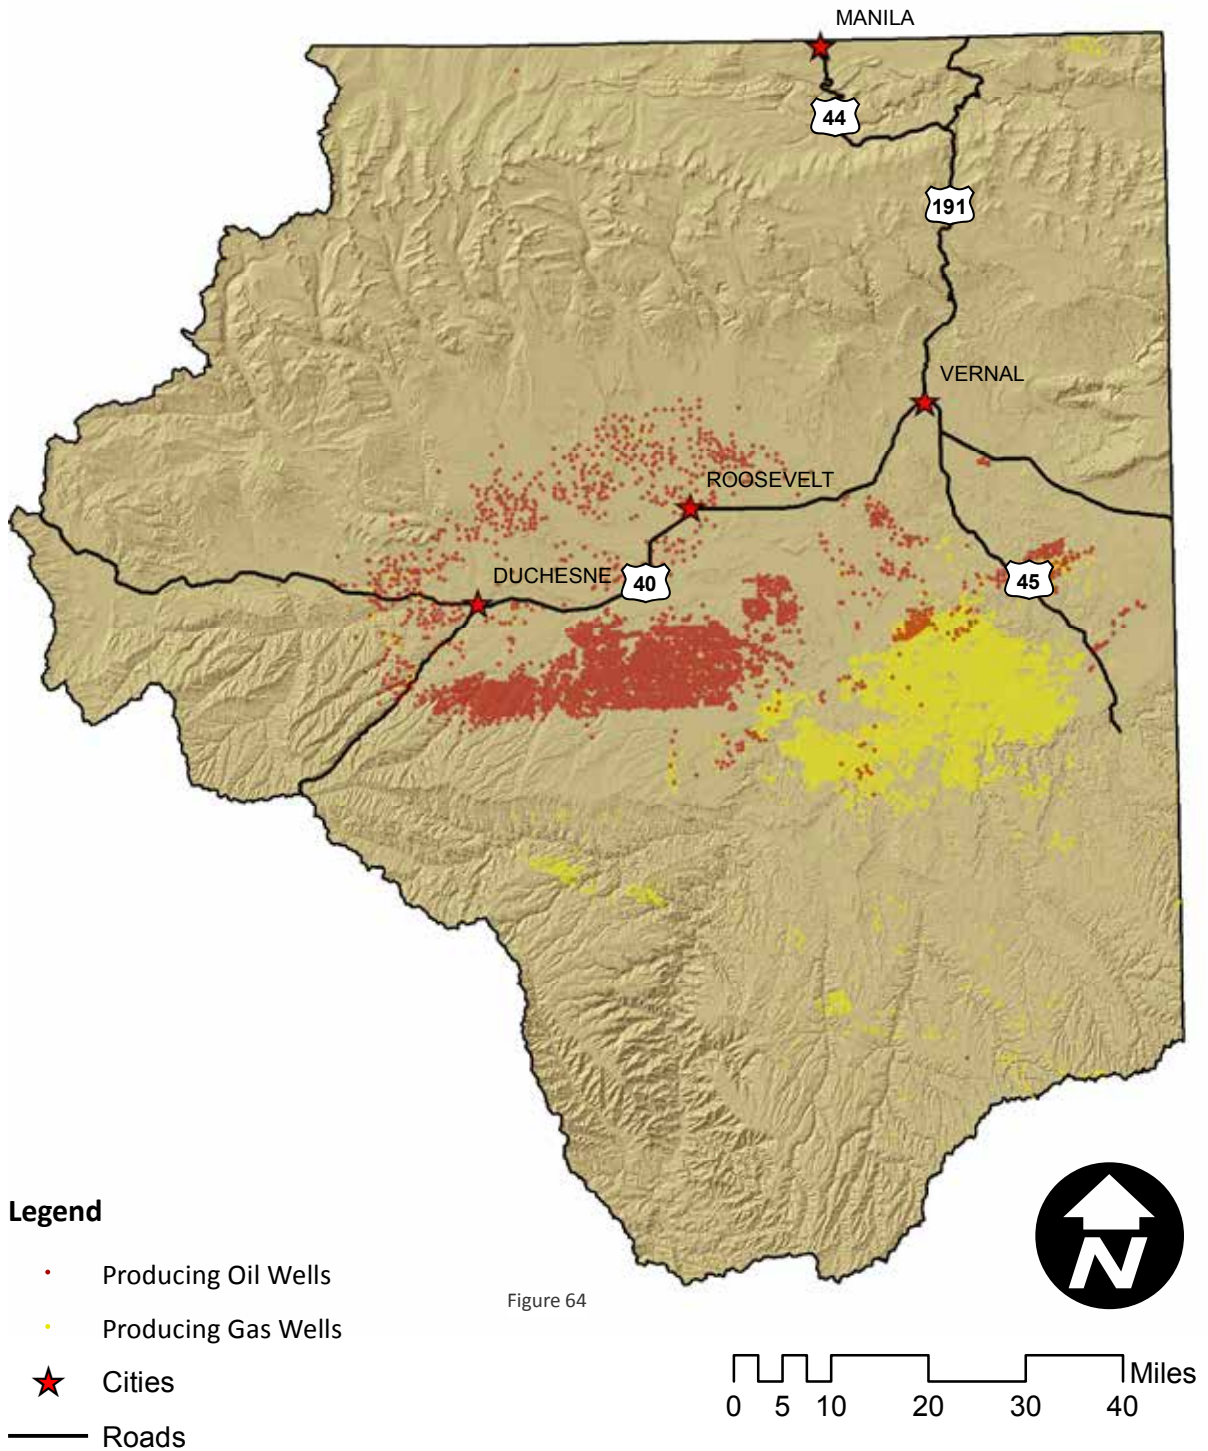 MANILA
44
191
VERNAL
ROOSEVELT
DUCHESNE
40
45
Legend
Producing Oil Wells
Producing Gas Wells
Cities
Roads
Figure 64
N
Miles
0 5 10 20 30 40